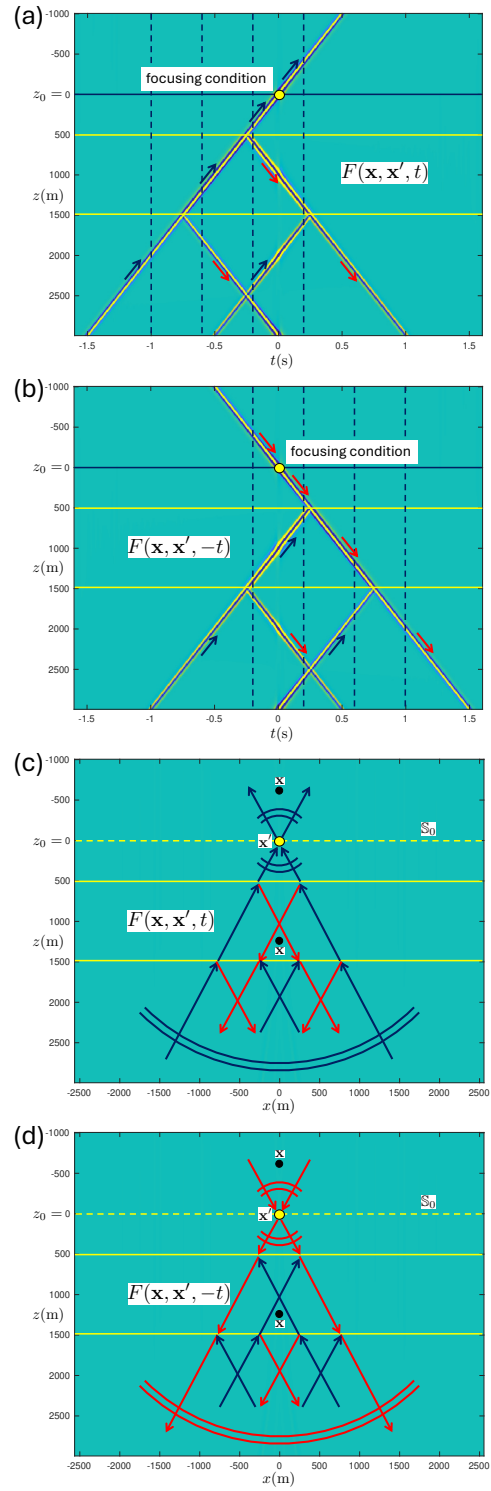 (a)
-1000
-500
focusing condition
z₀ = 0
500
F(x, x′, t)
1000
z(m)
1500
2000
2500
-1.5 -1 -0.5 0 0.5 1 1.5
t(s)
(b)
-1000
-500
focusing condition
z₀ = 0
500
F(x, x′, -t)
1000
z(m)
1500
2000
2500
-1.5 -1 -0.5 0 0.5 1 1.5
t(s)
(c)
-1000
x
-500
𝕊₀
z₀ = 0
x′
500
F(x, x′, t)
1000
x
z(m)
1500
2000
2500
-2500 -2000 -1500 -1000 -500 0 500 1000 1500 2000 2500
x(m)
(d)
-1000
x
-500
𝕊₀
z₀ = 0
x′
500
F(x, x′, -t)
1000
x
z(m)
1500
2000
2500
-2500 -2000 -1500 -1000 -500 0 500 1000 1500 2000 2500
x(m)